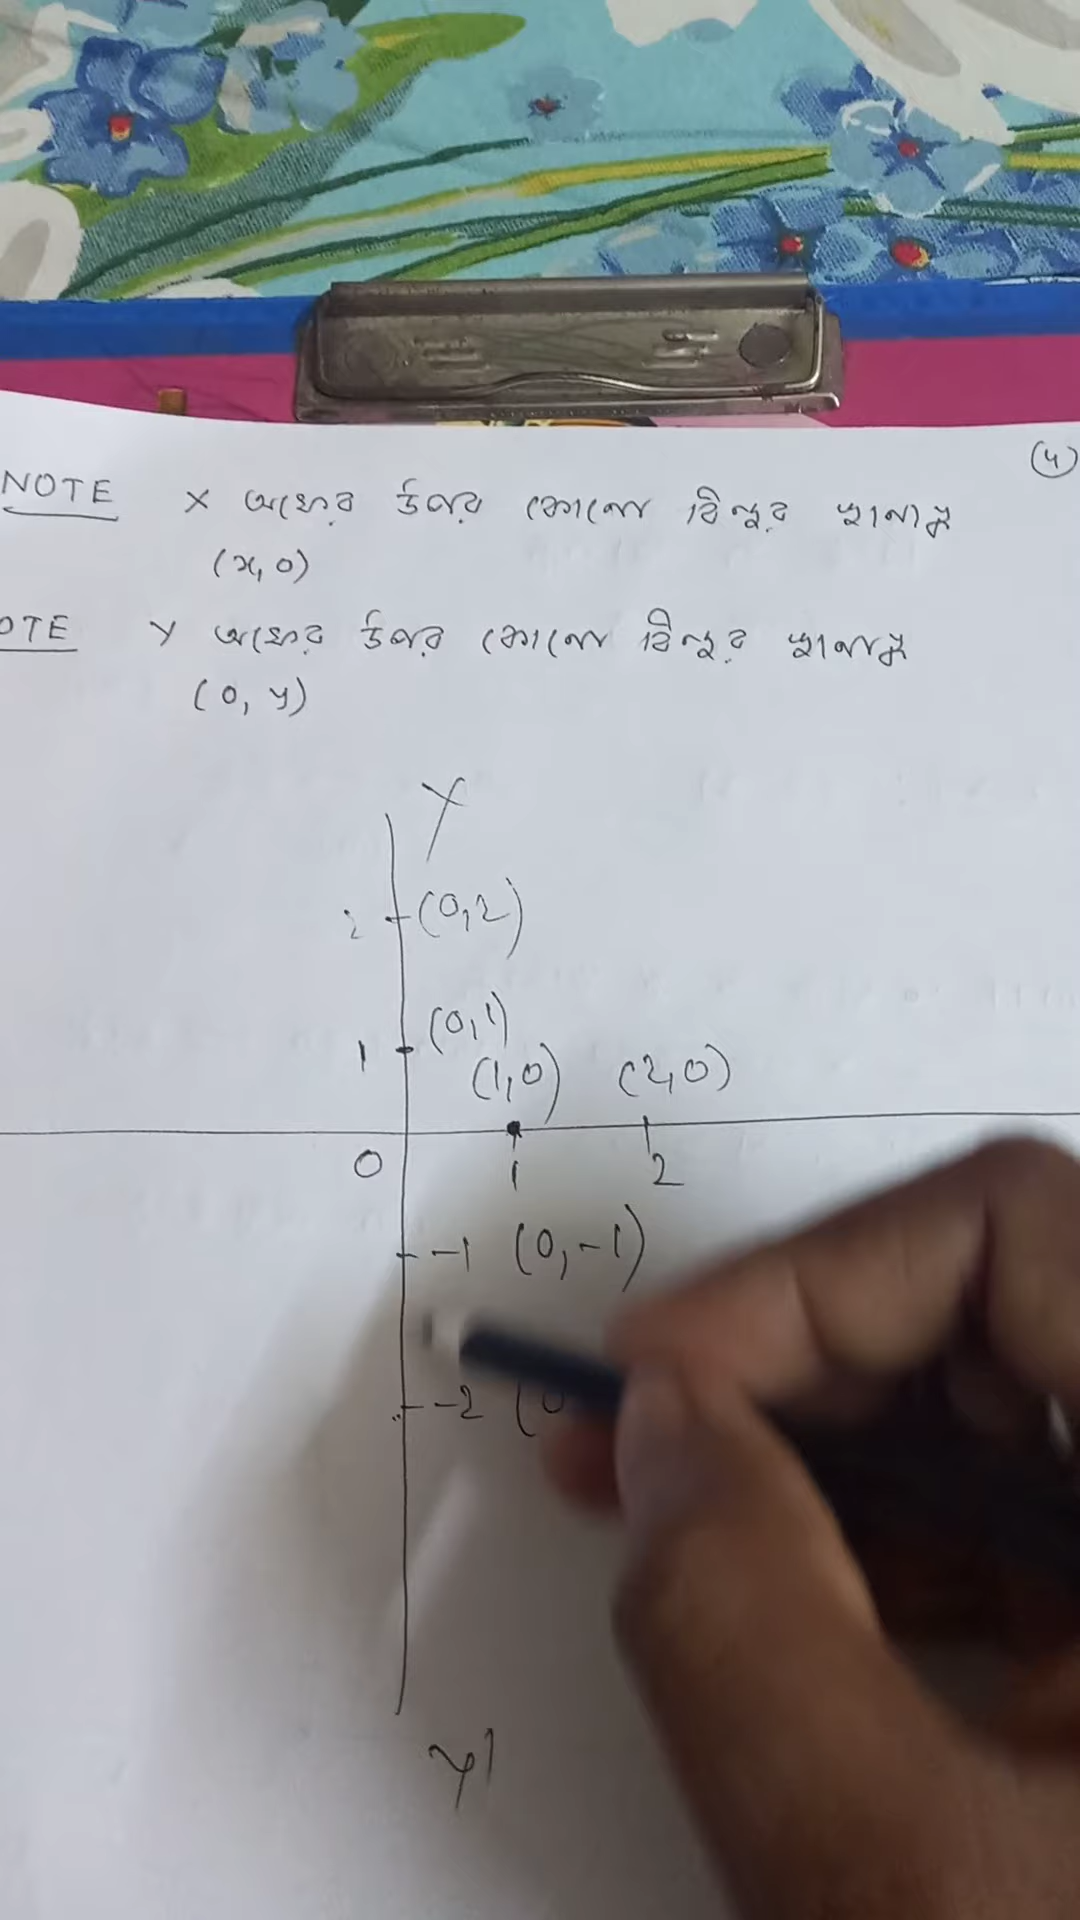 (4)
NOTE X অক্ষের উপর কোনো বিন্দুর স্থানাঙ্ক
(x, 0)
OTE Y অক্ষের উপর কোনো বিন্দুর স্থানাঙ্ক
(0, y)
Y
2 (0,2)
1 (0,1)
(1,0) (2,0)
0 1 2
-1 (0,-1)
-2 (0
y'